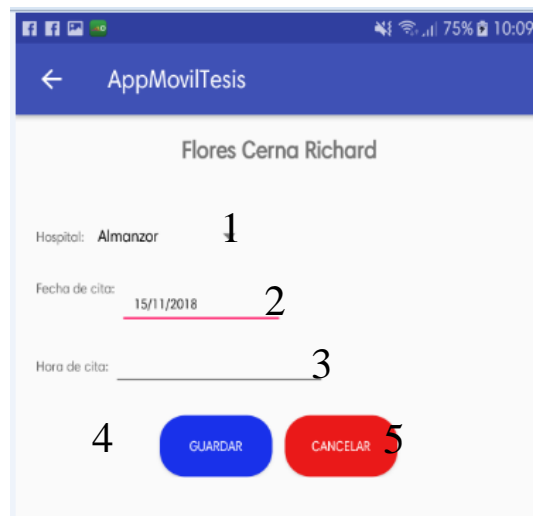 75% 10:09
AppMovilTesis
Flores Cerna Richard
Hospital: Almanzor 1
Fecha de cita: 15/11/2018 2
Hora de cita: 3
4 GUARDAR CANCELAR 5